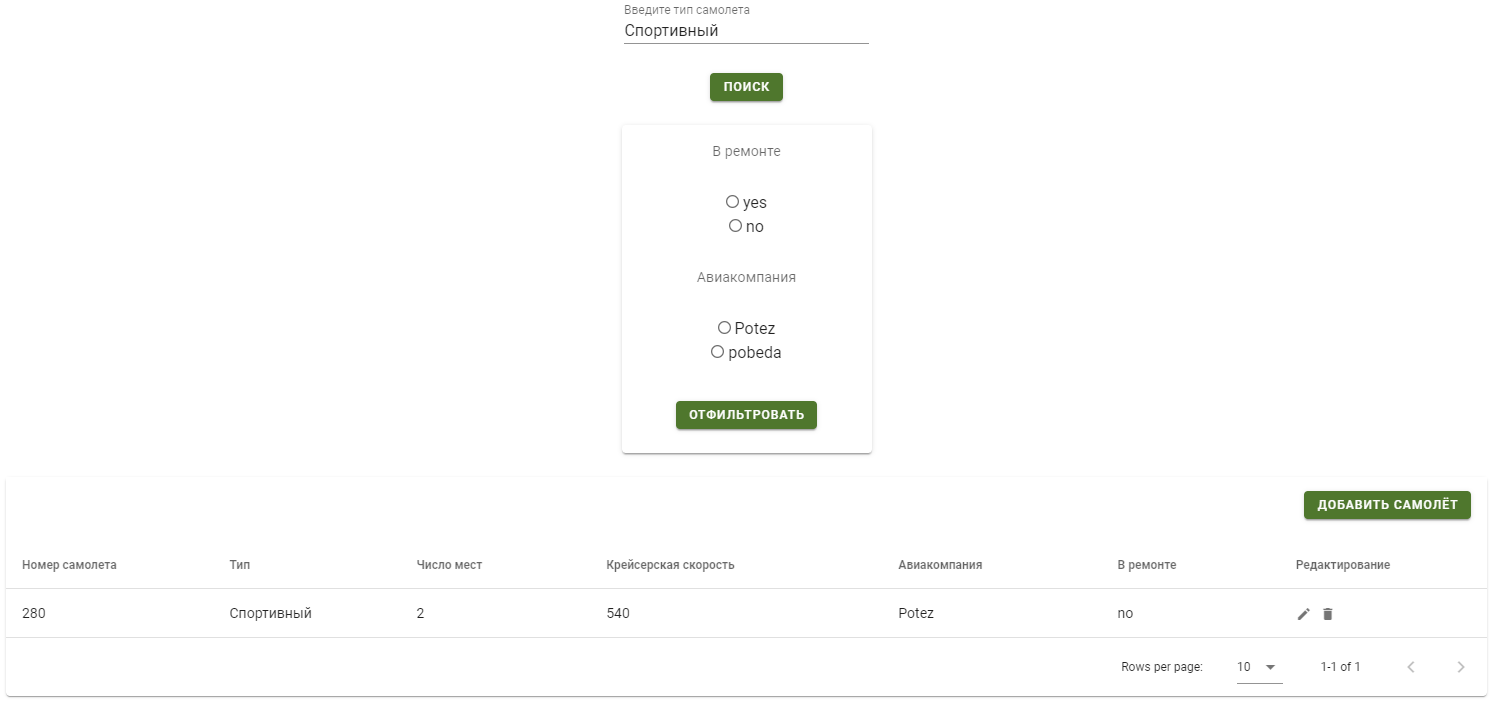 Введите тип самолета
Спортивный
ПОИСК
В ремонте
yes
no
Авиакомпания
Potez
pobeda
ОТФИЛЬТРОВАТЬ
ДОБАВИТЬ САМОЛЁТ
Номер самолета Тип Число мест Крейсерская скорость Авиакомпания В ремонте Редактирование
280 Спортивный 2 540 Potez no
Rows per page: 10 1-1 of 1